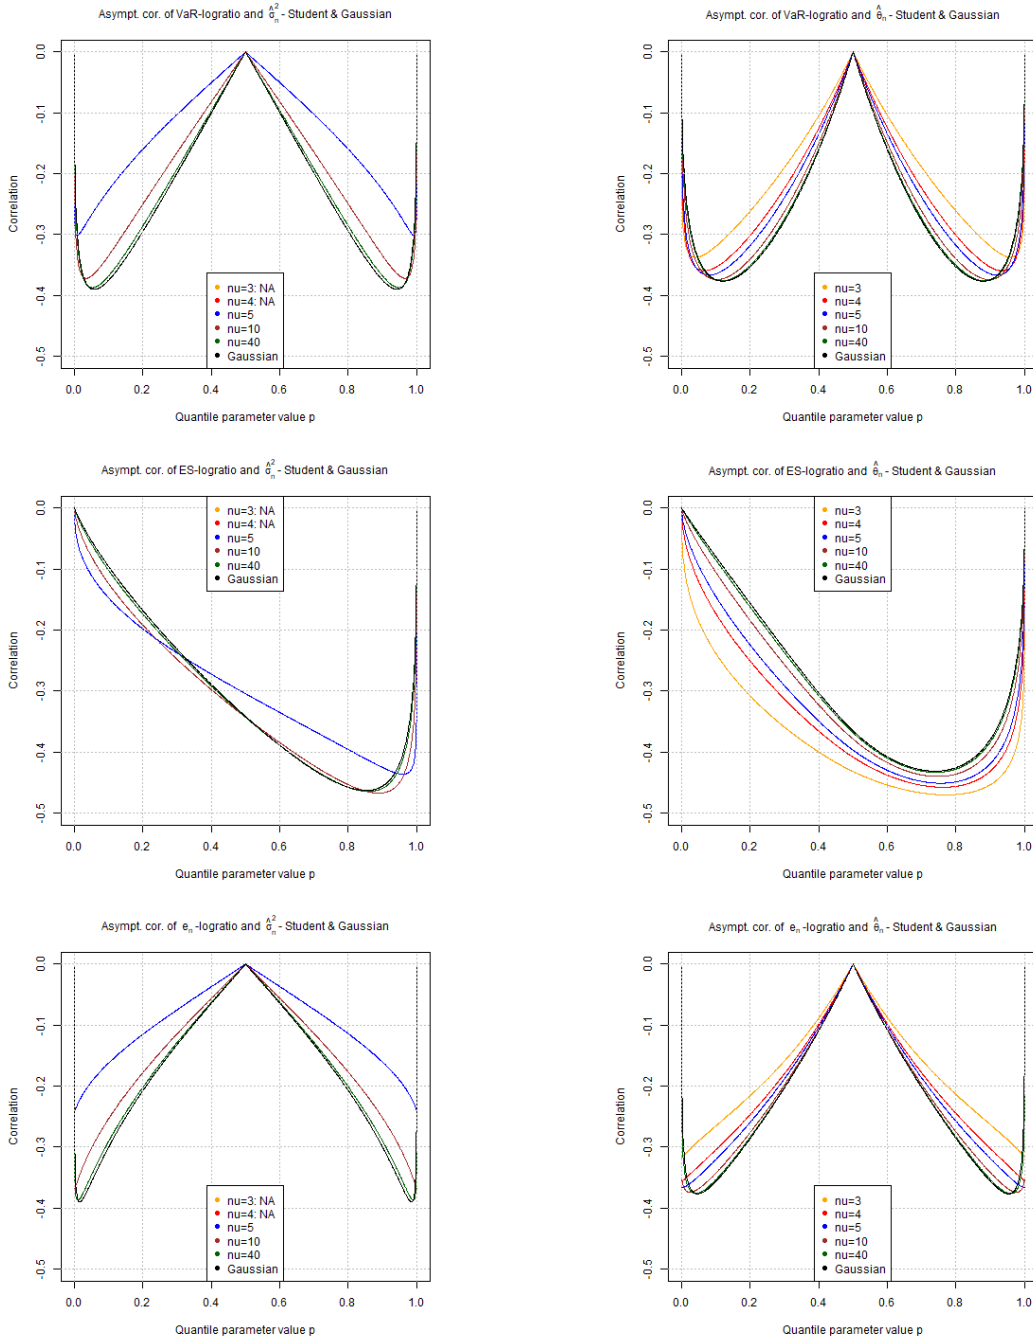 Asympt. cor. of VaR-logratio and σ̂²ₙ - Student & Gaussian
Correlation
0.0
-0.1
-0.2
-0.3
-0.4
-0.5
nu=3: NA
nu=4: NA
nu=5
nu=10
nu=40
Gaussian
0.0 0.2 0.4 0.6 0.8 1.0
Quantile parameter value p
Asympt. cor. of VaR-logratio and θ̂ₙ - Student & Gaussian
Correlation
0.0
-0.1
-0.2
-0.3
-0.4
-0.5
nu=3
nu=4
nu=5
nu=10
nu=40
Gaussian
0.0 0.2 0.4 0.6 0.8 1.0
Quantile parameter value p
Asympt. cor. of ES-logratio and σ̂²ₙ - Student & Gaussian
Correlation
0.0
-0.1
-0.2
-0.3
-0.4
-0.5
nu=3: NA
nu=4: NA
nu=5
nu=10
nu=40
Gaussian
0.0 0.2 0.4 0.6 0.8 1.0
Quantile parameter value p
Asympt. cor. of ES-logratio and θ̂ₙ - Student & Gaussian
Correlation
0.0
-0.1
-0.2
-0.3
-0.4
-0.5
nu=3
nu=4
nu=5
nu=10
nu=40
Gaussian
0.0 0.2 0.4 0.6 0.8 1.0
Quantile parameter value p
Asympt. cor. of eₙ -logratio and σ̂²ₙ - Student & Gaussian
Correlation
0.0
-0.1
-0.2
-0.3
-0.4
-0.5
nu=3: NA
nu=4: NA
nu=5
nu=10
nu=40
Gaussian
0.0 0.2 0.4 0.6 0.8 1.0
Quantile parameter value p
Asympt. cor. of eₙ -logratio and θ̂ₙ - Student & Gaussian
Correlation
0.0
-0.1
-0.2
-0.3
-0.4
-0.5
nu=3
nu=4
nu=5
nu=10
nu=40
Gaussian
0.0 0.2 0.4 0.6 0.8 1.0
Quantile parameter value p